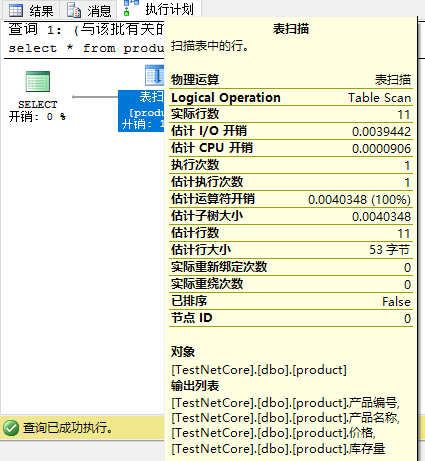 结果 消息 执行计划
查询 1: (与该批有关的
select * from produ
表扫描
扫描表中的行。
SELECT
开销: 0 %
表扫描
[produ
开销: 1
物理运算 表扫描
Logical Operation Table Scan
实际行数 11
估计 I/O 开销 0.0039442
估计 CPU 开销 0.0000906
执行次数 1
估计执行次数 1
估计运算符开销 0.0040348 (100%)
估计子树大小 0.0040348
估计行数 11
估计行大小 53 字节
实际重新绑定次数 0
实际重绕次数 0
已排序 False
节点 ID 0
对象
[TestNetCore].[dbo].[product]
输出列表
[TestNetCore].[dbo].[product].产品编号,
[TestNetCore].[dbo].[product].产品名称,
[TestNetCore].[dbo].[product].价格,
[TestNetCore].[dbo].[product].库存量
查询已成功执行。